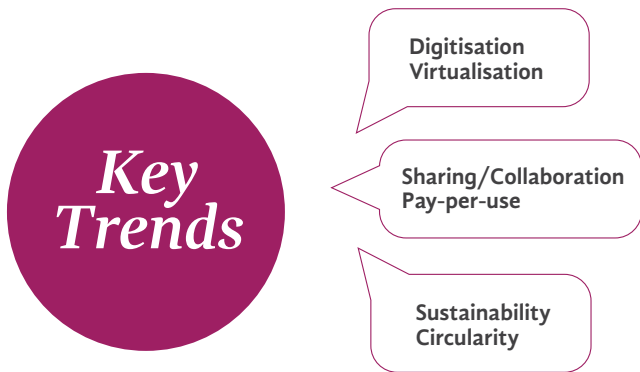 Key
Trends
Digitisation
Virtualisation
Sharing/Collaboration
Pay-per-use
Sustainability
Circularity